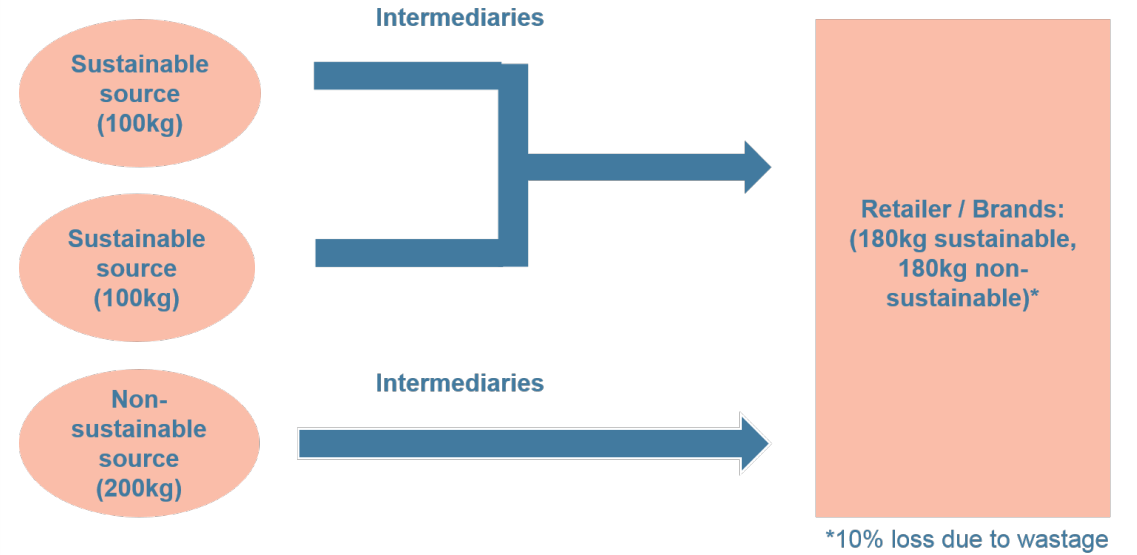 Intermediaries
Sustainable
source
(100kg)
Sustainable
source
(100kg)
Retailer / Brands:
(180kg sustainable,
180kg non-
sustainable)*
Intermediaries
Non-
sustainable
source
(200kg)
*10% loss due to wastage